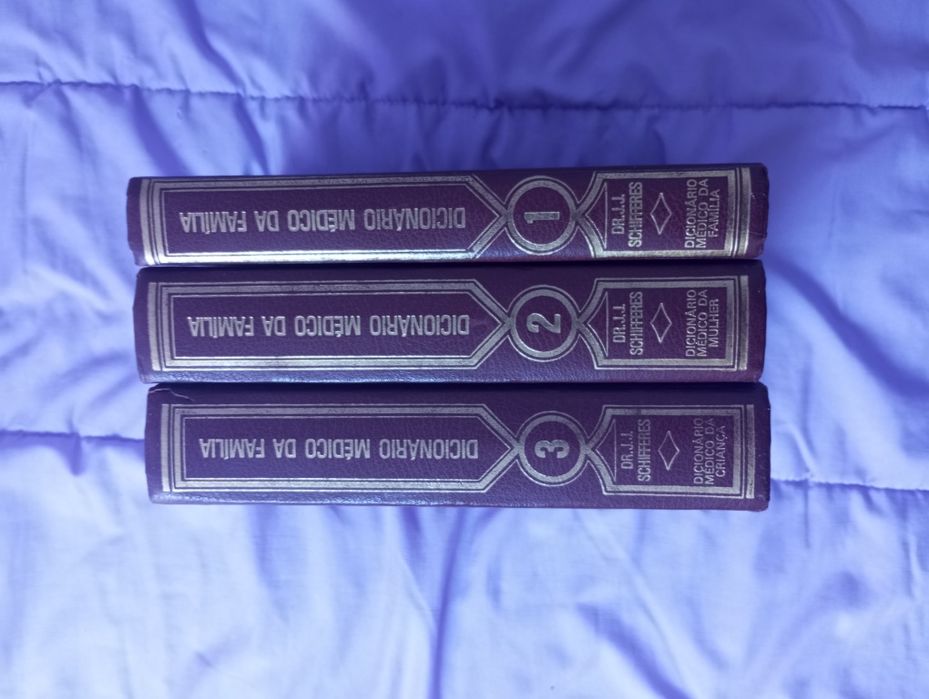 DICIONÁRIO MÉDICO DA FAMÍLIA
1
DR. J.J.
SCHIFFERES
DICIONÁRIO
MÉDICO DA
FAMÍLIA
DICIONÁRIO MÉDICO DA FAMÍLIA
2
DR. J.J.
SCHIFFERES
DICIONÁRIO
MÉDICO DA
MULHER
DICIONÁRIO MÉDICO DA FAMÍLIA
3
DR. J.J.
SCHIFFERES
DICIONÁRIO
MÉDICO DA
CRIANÇA